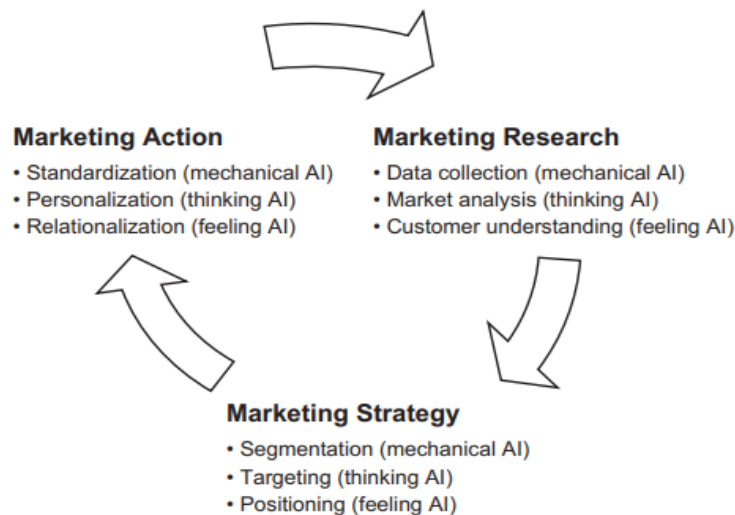 Marketing Action
• Standardization (mechanical AI)
• Personalization (thinking AI)
• Relationalization (feeling AI)
Marketing Research
• Data collection (mechanical AI)
• Market analysis (thinking AI)
• Customer understanding (feeling AI)
Marketing Strategy
• Segmentation (mechanical AI)
• Targeting (thinking AI)
• Positioning (feeling AI)